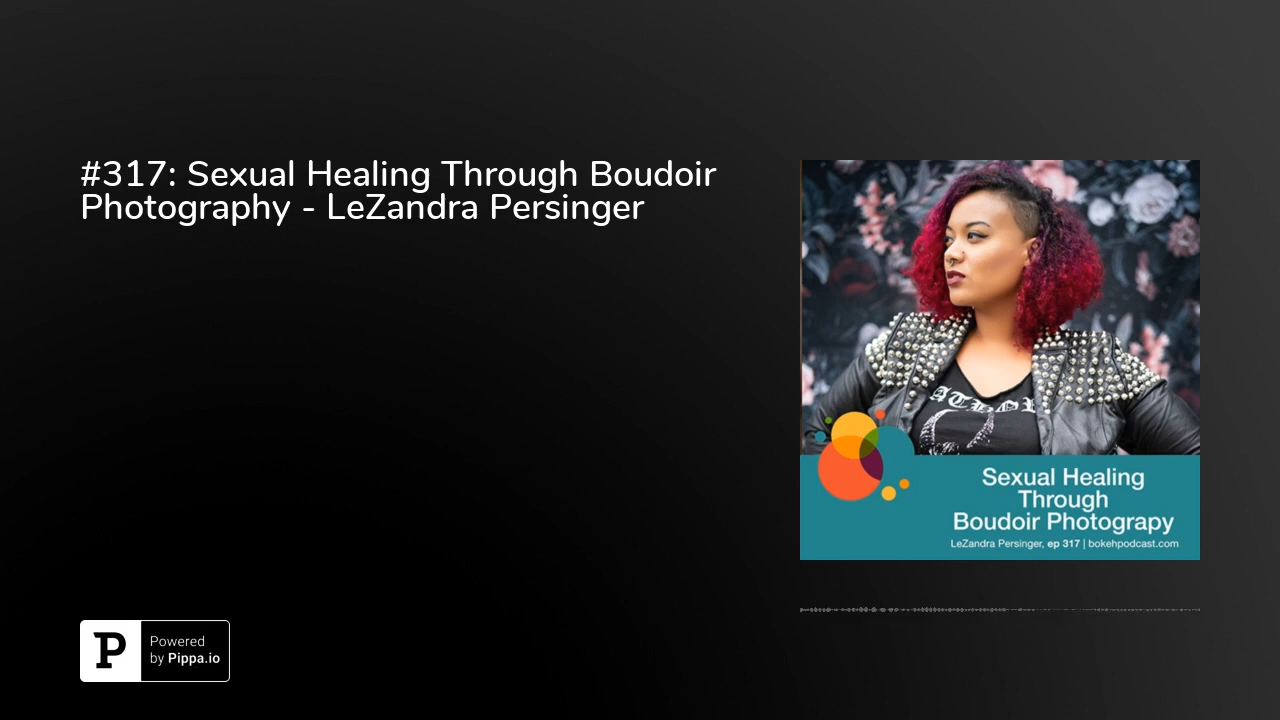 #317: Sexual Healing Through Boudoir
Photography - LeZandra Persinger
Sexual Healing
Through
Boudoir Photograpy
LeZandra Persinger, ep 317 | bokehpodcast.com
P
Powered
by Pippa.io